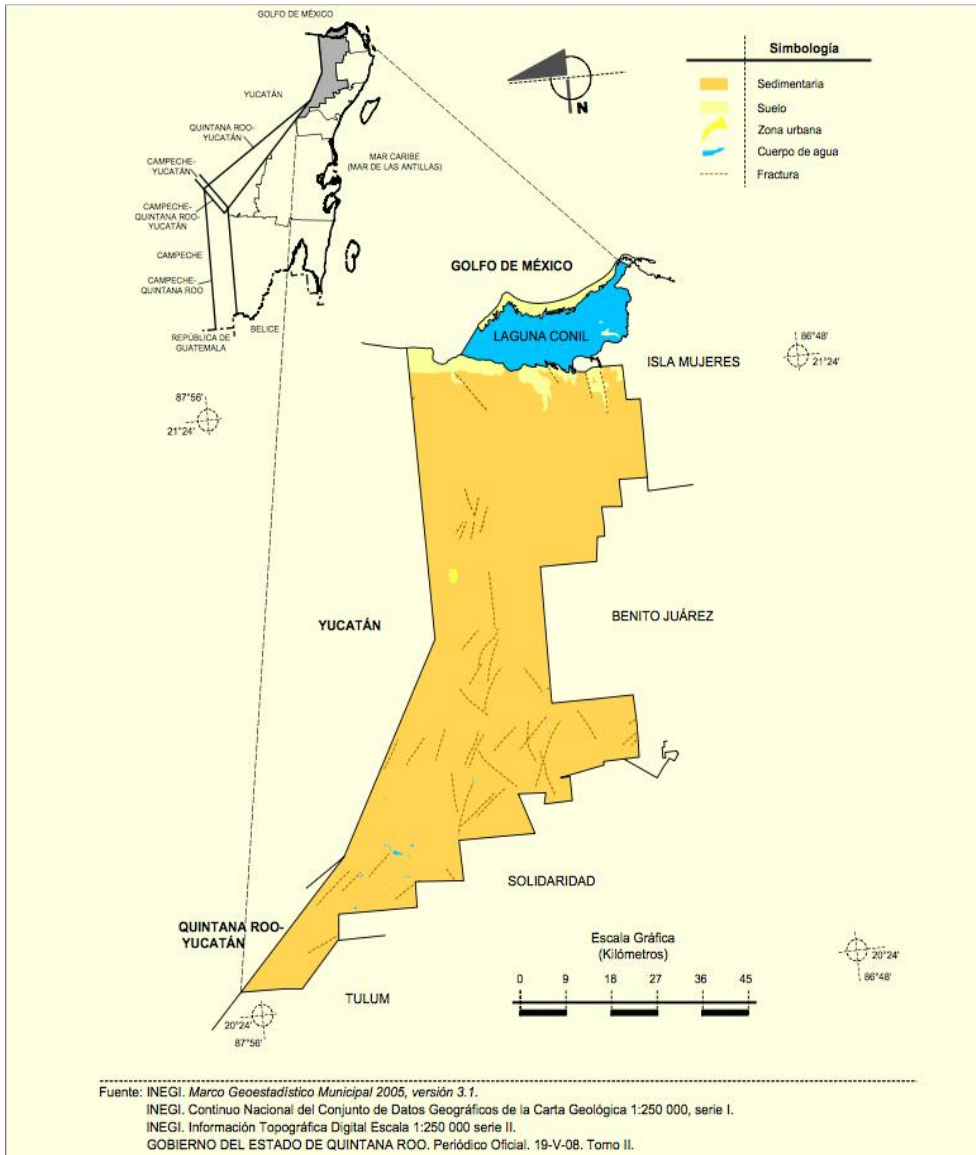 GOLFO DE MÉXICO
YUCATÁN
QUINTANA ROO-
YUCATÁN
CAMPECHE-
YUCATÁN
CAMPECHE-
QUINTANA ROO-
YUCATÁN
CAMPECHE
CAMPECHE-
QUINTANA ROO
REPÚBLICA DE
GUATEMALA
BELICE
MAR CARIBE
(MAR DE LAS ANTILLAS)
N
Simbología
Sedimentaria
Suelo
Zona urbana
Cuerpo de agua
Fractura
GOLFO DE MÉXICO
LAGUNA CONIL
ISLA MUJERES
86°48'
21°24'
87°56'
21°24'
YUCATÁN
BENITO JUÁREZ
SOLIDARIDAD
QUINTANA ROO-
YUCATÁN
TULUM
20°24'
87°56'
Escala Gráfica
(Kilómetros)
0 9 18 27 36 45
20°24'
86°48'
Fuente: INEGI. Marco Geoestadístico Municipal 2005, versión 3.1.
INEGI. Continuo Nacional del Conjunto de Datos Geográficos de la Carta Geológica 1:250 000, serie I.
INEGI. Información Topográfica Digital Escala 1:250 000 serie II.
GOBIERNO DEL ESTADO DE QUINTANA ROO. Periódico Oficial. 19-V-08. Tomo II.